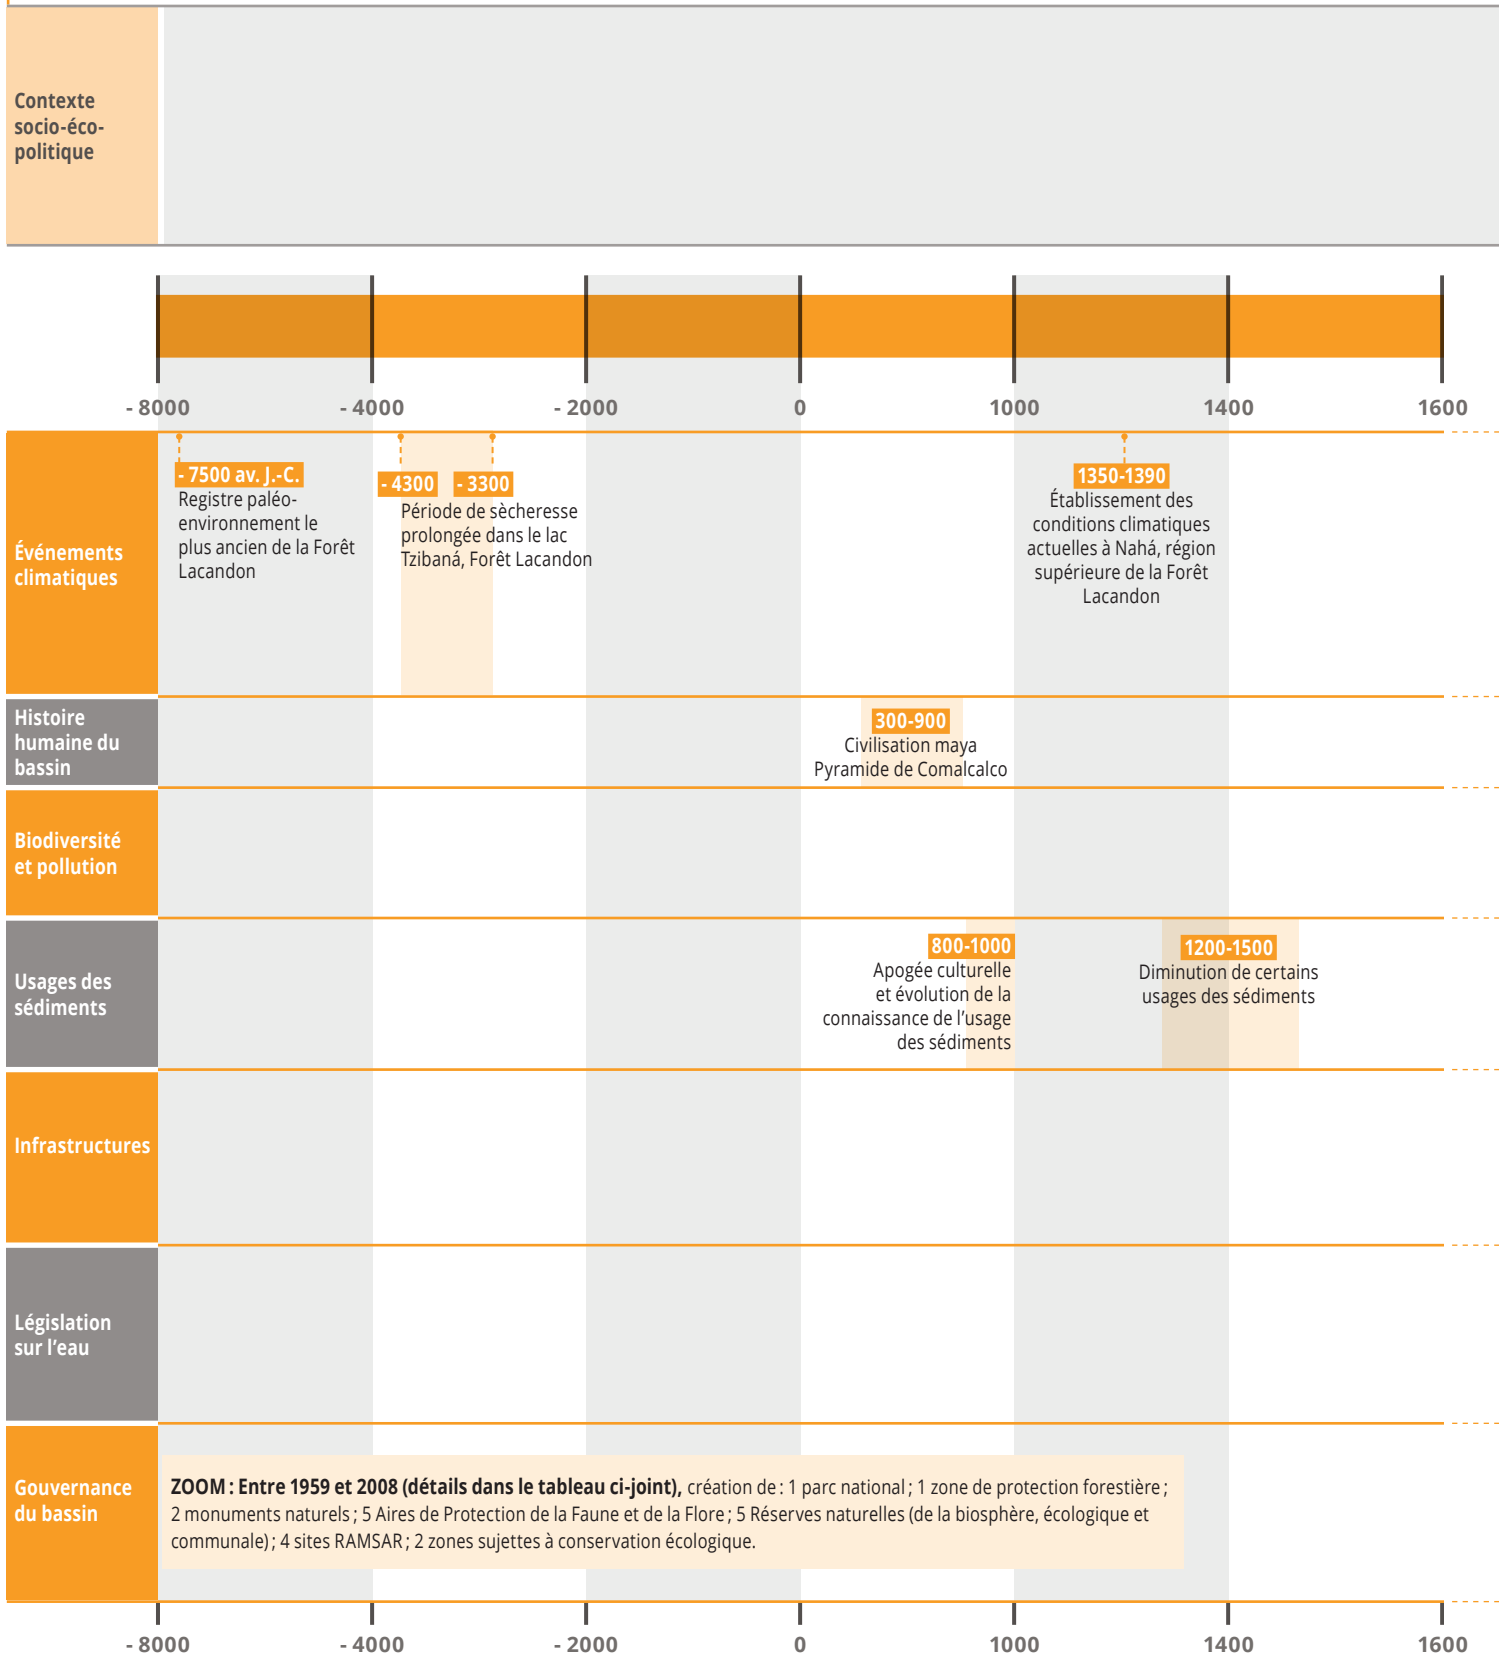 Contexte
socio-éco-
politique
- 8000
- 4000
- 2000
0
1000
1400
1600
Événements
climatiques
- 7500 av. J.-C.
Registre paléo-
environnement le
plus ancien de la Forêt
Lacandon
- 4300
- 3300
Période de sècheresse
prolongée dans le lac
Tzibaná, Forêt Lacandon
1350-1390
Établissement des
conditions climatiques
actuelles à Nahá, région
supérieure de la Forêt
Lacandon
Histoire
humaine du
bassin
300-900
Civilisation maya
Pyramide de Comalcalco
Biodiversité
et pollution
Usages des
sédiments
800-1000
Apogée culturelle
et évolution de la
connaissance de l'usage
des sédiments
1200-1500
Diminution de certains
usages des sédiments
Infrastructures
Législation
sur l'eau
Gouvernance
du bassin
ZOOM : Entre 1959 et 2008 (détails dans le tableau ci-joint), création de : 1 parc national ; 1 zone de protection forestière ;
2 monuments naturels ; 5 Aires de Protection de la Faune et de la Flore ; 5 Réserves naturelles (de la biosphère, écologique et
communale) ; 4 sites RAMSAR ; 2 zones sujettes à conservation écologique.
- 8000
- 4000
- 2000
0
1000
1400
1600